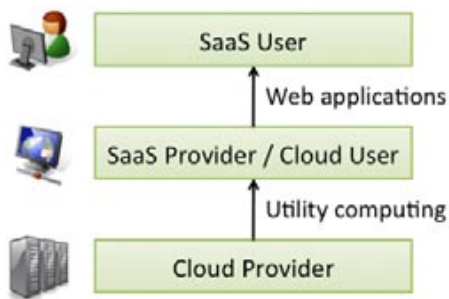 SaaS User
Web applications
SaaS Provider / Cloud User
Utility computing
Cloud Provider